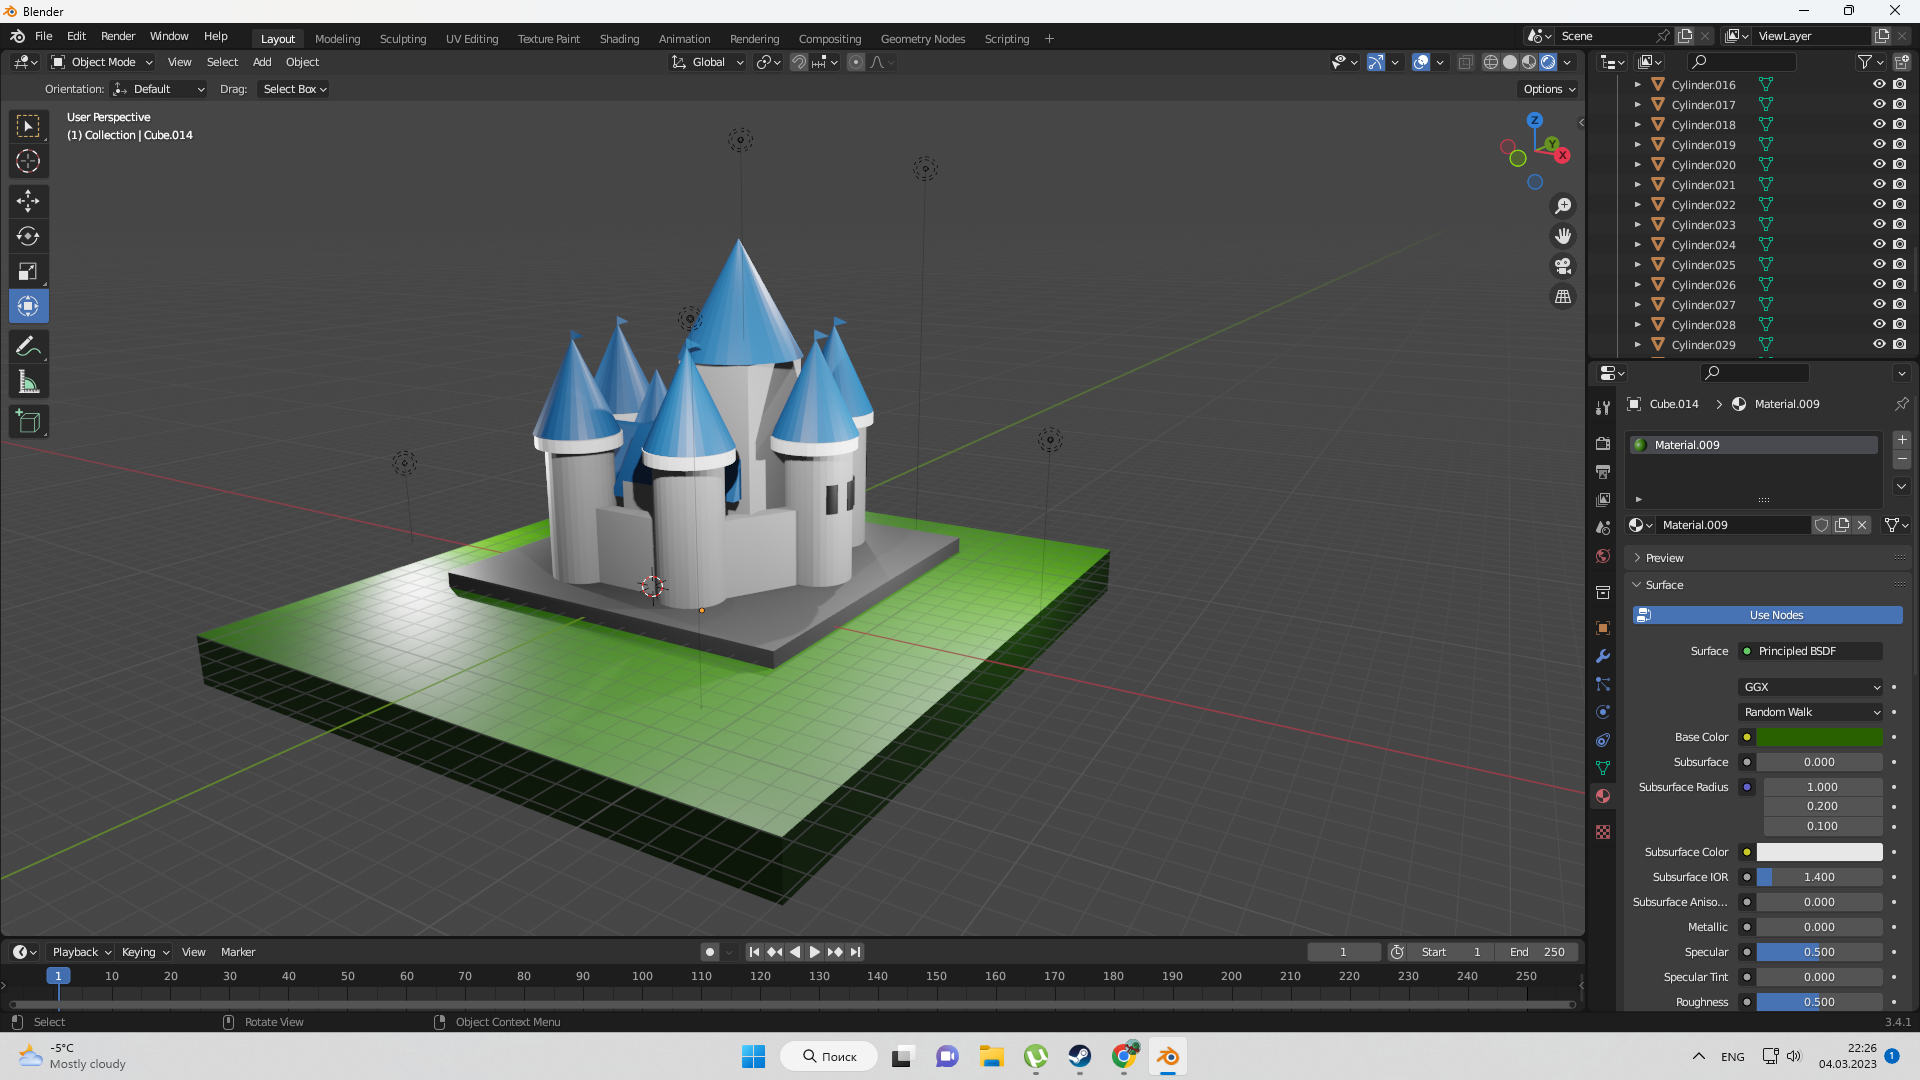 Blender
File Edit Render Window Help Layout Modeling Sculpting UV Editing Texture Paint Shading Animation Rendering Compositing Geometry Nodes Scripting + Scene ViewLayer
Object Mode View Select Add Object Global
Orientation: Default Drag: Select Box Options
User Perspective
(1) Collection | Cube.014
Z
Y
X
Cylinder.016
Cylinder.017
Cylinder.018
Cylinder.019
Cylinder.020
Cylinder.021
Cylinder.022
Cylinder.023
Cylinder.024
Cylinder.025
Cylinder.026
Cylinder.027
Cylinder.028
Cylinder.029
Cube.014 > Material.009
Material.009
Material.009
Preview
Surface
Use Nodes
Surface Principled BSDF
GGX
Random Walk
Base Color
Subsurface 0.000
Subsurface Radius 1.000
0.200
0.100
Subsurface Color
Subsurface IOR 1.400
Subsurface Aniso... 0.000
Metallic 0.000
Specular 0.500
Specular Tint 0.000
Roughness 0.500
Playback Keying View Marker 1 Start 1 End 250
1 10 20 30 40 50 60 70 80 90 100 110 120 130 140 150 160 170 180 190 200 210 220 230 240 250
Select Rotate View Object Context Menu 3.4.1
-5°C
Mostly cloudy
Поиск
ENG
22:26
04.03.2023
1